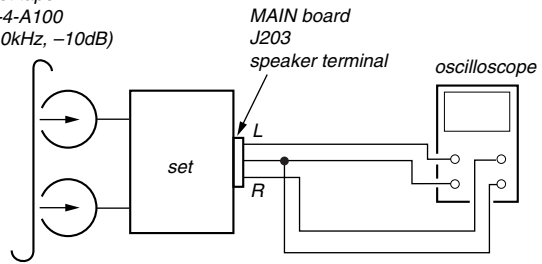 -4-A100
0kHz, –10dB)
MAIN board
J203
speaker terminal
oscilloscope
set
L
R